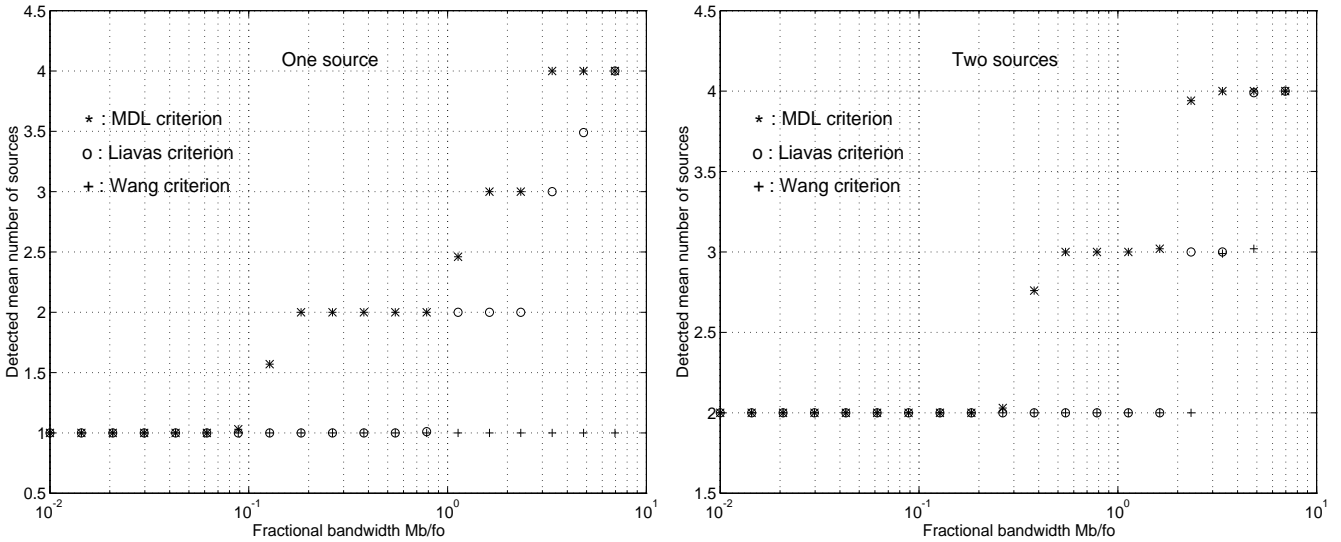 One source
* : MDL criterion
o : Liavas criterion
+ : Wang criterion
Detected mean number of sources
4.5
4
3.5
3
2.5
2
1.5
1
0.5
10^-2
10^-1
10^0
10^1
Fractional bandwidth Mb/fo
Two sources
* : MDL criterion
o : Liavas criterion
+ : Wang criterion
Detected mean number of sources
4.5
4
3.5
3
2.5
2
1.5
10^-2
10^-1
10^0
10^1
Fractional bandwidth Mb/fo